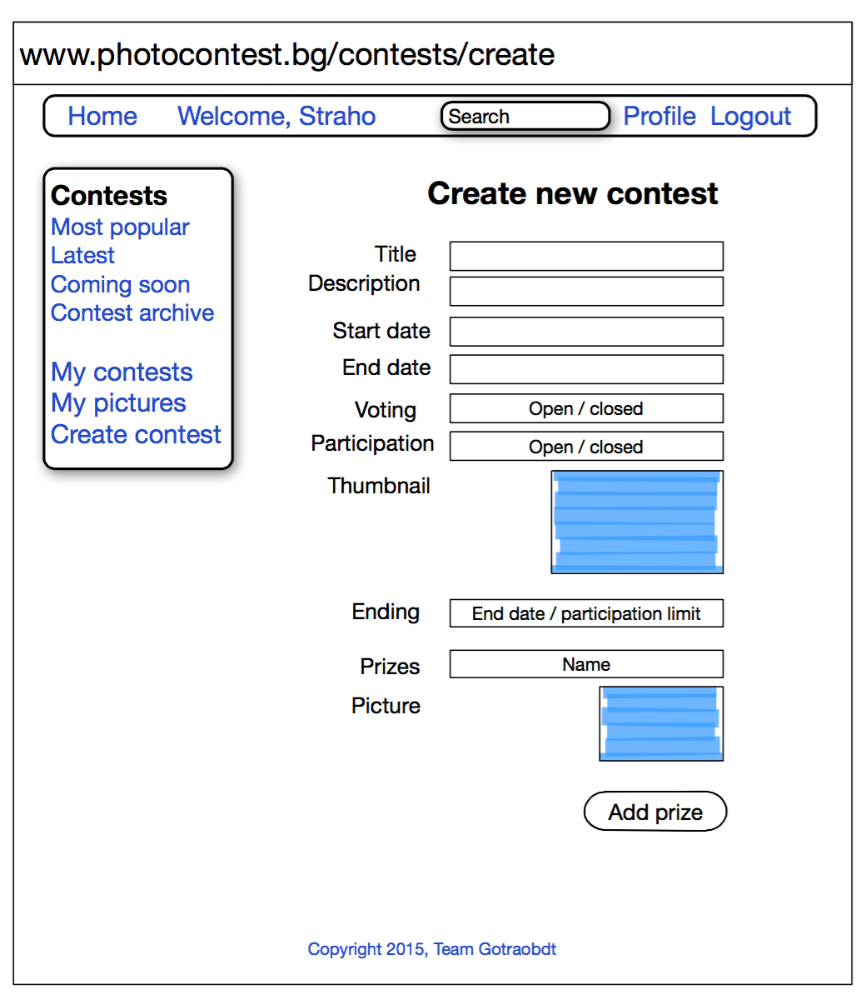 www.photocontest.bg/contests/create
Home Welcome, Straho Search Profile Logout
Contests
Most popular
Latest
Coming soon
Contest archive
My contests
My pictures
Create contest
Create new contest
Title
Description
Start date
End date
Voting Open / closed
Participation Open / closed
Thumbnail
Ending End date / participation limit
Prizes Name
Picture
Add prize
Copyright 2015, Team Gotraobdt